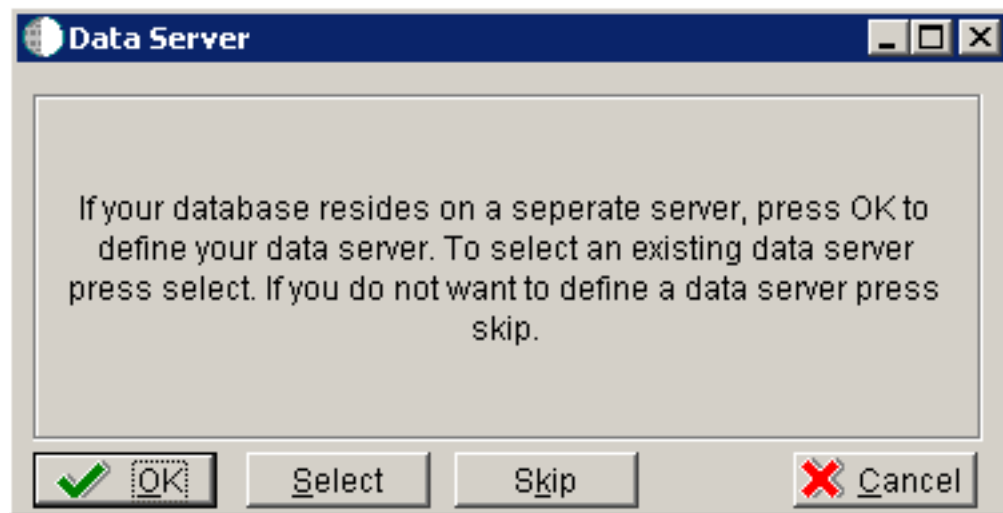 Data Server
If your database resides on a seperate server, press OK to
define your data server. To select an existing data server
press select. If you do not want to define a data server press
skip.
OK
Select
Skip
Cancel